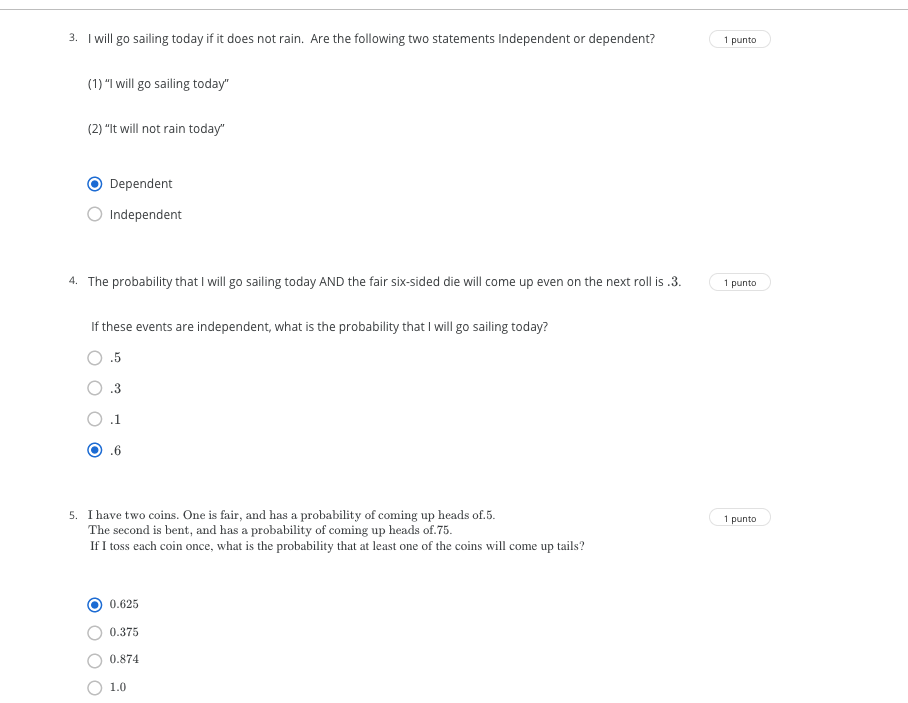 3. I will go sailing today if it does not rain. Are the following two statements Independent or dependent?
1 punto
(1) “I will go sailing today”
(2) “It will not rain today”
Dependent
Independent
4. The probability that I will go sailing today AND the fair six-sided die will come up even on the next roll is .3.
1 punto
If these events are independent, what is the probability that I will go sailing today?
.5
.3
.1
.6
5. I have two coins. One is fair, and has a probability of coming up heads of.5.
1 punto
The second is bent, and has a probability of coming up heads of.75.
If I toss each coin once, what is the probability that at least one of the coins will come up tails?
0.625
0.375
0.874
1.0